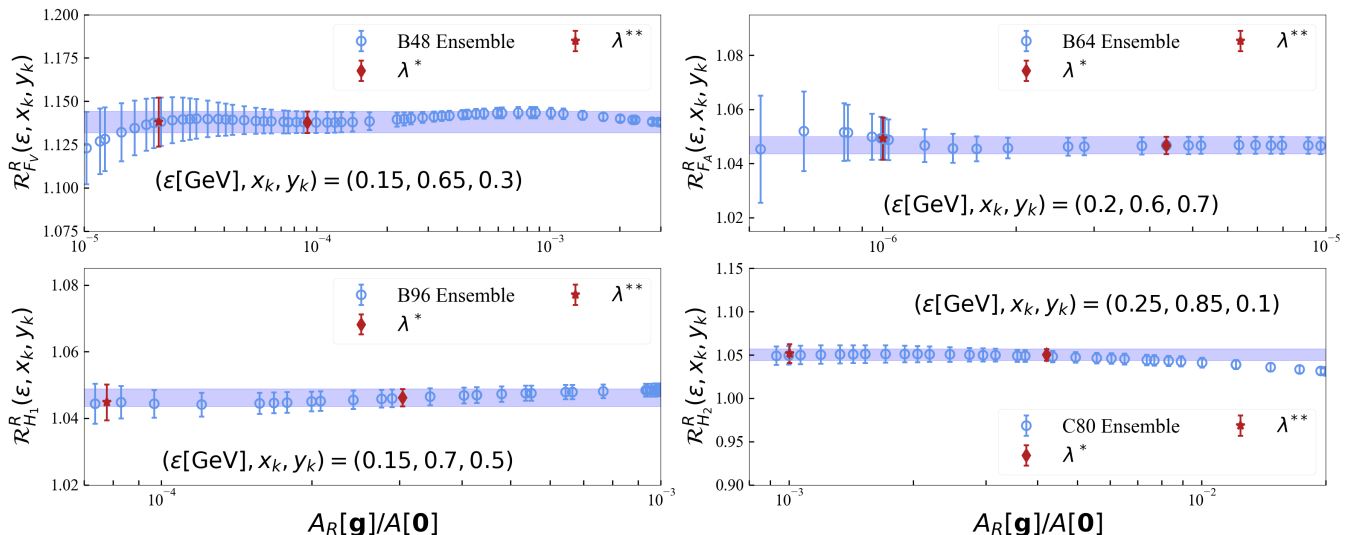 1.200
1.175
1.150
1.125
1.100
1.075
10⁻⁵
10⁻⁴
10⁻³
ℛ^R_{F_V}(ε, x_k, y_k)
B48 Ensemble
λ**
λ*
(ε[GeV], x_k, y_k) = (0.15, 0.65, 0.3)
1.08
1.06
1.04
1.02
10⁻⁶
10⁻⁵
ℛ^R_{F_A}(ε, x_k, y_k)
B64 Ensemble
λ**
λ*
(ε[GeV], x_k, y_k) = (0.2, 0.6, 0.7)
1.08
1.06
1.04
1.02
10⁻⁴
10⁻³
ℛ^R_{H_1}(ε, x_k, y_k)
B96 Ensemble
λ**
λ*
(ε[GeV], x_k, y_k) = (0.15, 0.7, 0.5)
A_R[g]/A[0]
1.15
1.10
1.05
1.00
0.95
0.90
10⁻³
10⁻²
ℛ^R_{H_2}(ε, x_k, y_k)
(ε[GeV], x_k, y_k) = (0.25, 0.85, 0.1)
C80 Ensemble
λ**
λ*
A_R[g]/A[0]